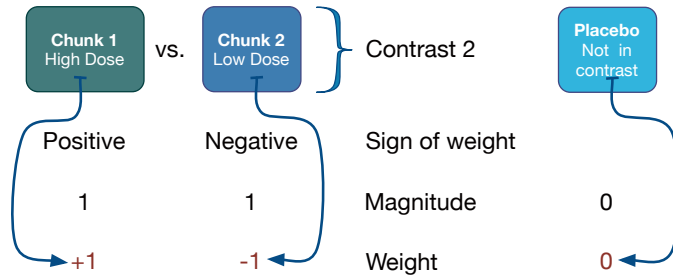 Chunk 1
High Dose
vs.
Chunk 2
Low Dose
Contrast 2
Placebo
Not in
contrast
Positive Negative Sign of weight
1 1 Magnitude 0
+1 -1 Weight 0